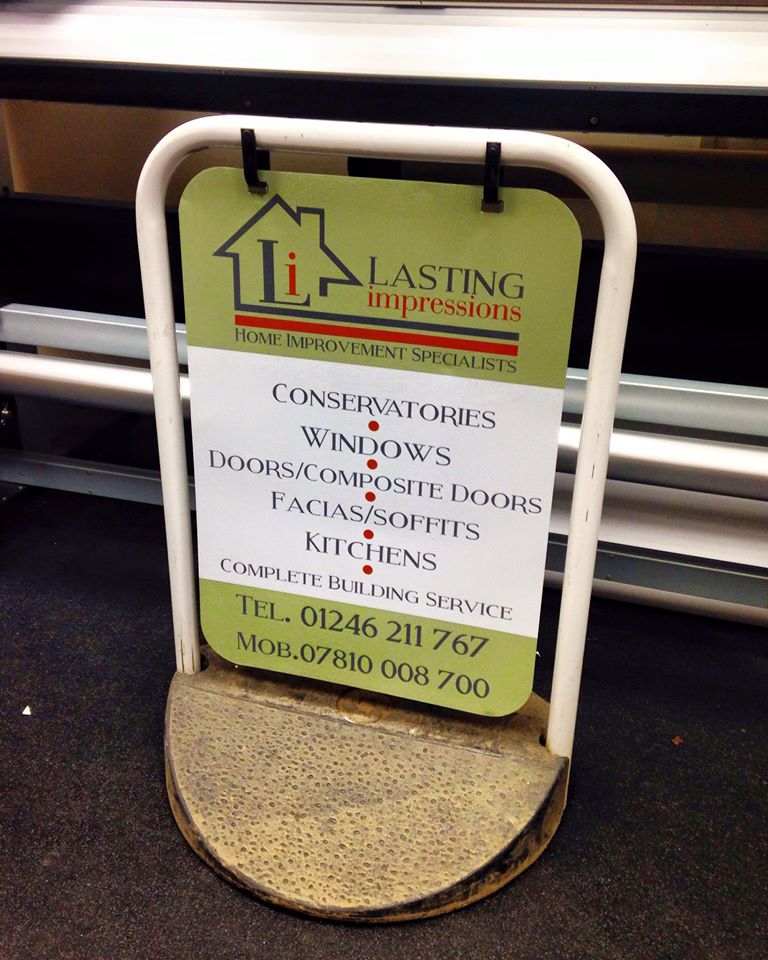 Li
LASTING
impressions
HOME IMPROVEMENT SPECIALISTS
CONSERVATORIES
WINDOWS
DOORS/COMPOSITE DOORS
FACIAS/SOFFITS
KITCHENS
COMPLETE BUILDING SERVICE
TEL. 01246 211 767
MOB.07810 008 700